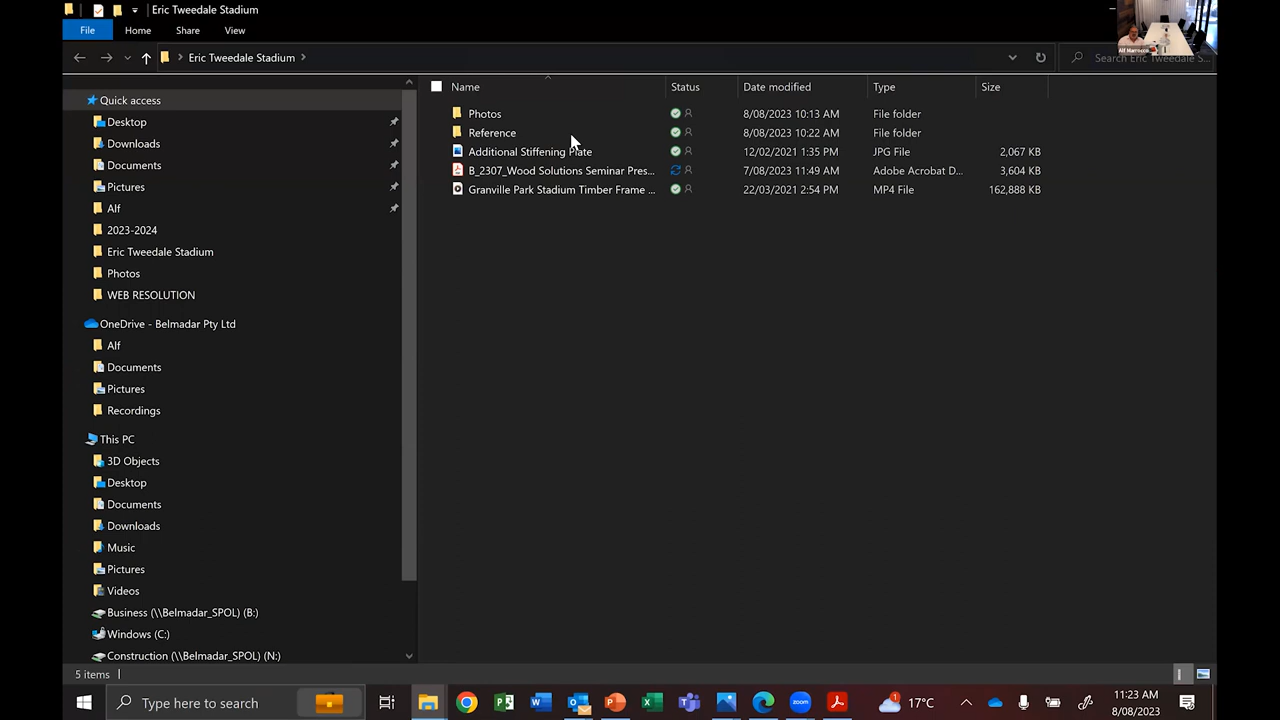 Eric Tweedale Stadium
File Home Share View
Eric Tweedale Stadium
Search Eric Tweedale S...
Name Status Date modified Type Size
Photos 8/08/2023 10:13 AM File folder
Reference 8/08/2023 10:22 AM File folder
Additional Stiffening Plate 12/02/2021 1:35 PM JPG File 2,067 KB
B_2307_Wood Solutions Seminar Pres... 7/08/2023 11:49 AM Adobe Acrobat D... 3,604 KB
Granville Park Stadium Timber Frame ... 22/03/2021 2:54 PM MP4 File 162,888 KB
Quick access
Desktop
Downloads
Documents
Pictures
Alf
2023-2024
Eric Tweedale Stadium
Photos
WEB RESOLUTION
OneDrive - Belmadar Pty Ltd
Alf
Documents
Pictures
Recordings
This PC
3D Objects
Desktop
Documents
Downloads
Music
Pictures
Videos
Business (\\Belmadar_SPOL) (B:)
Windows (C:)
Construction (\\Belmadar_SPOL) (N:)
5 items
Type here to search
zoom
1
17°C
11:23 AM
8/08/2023